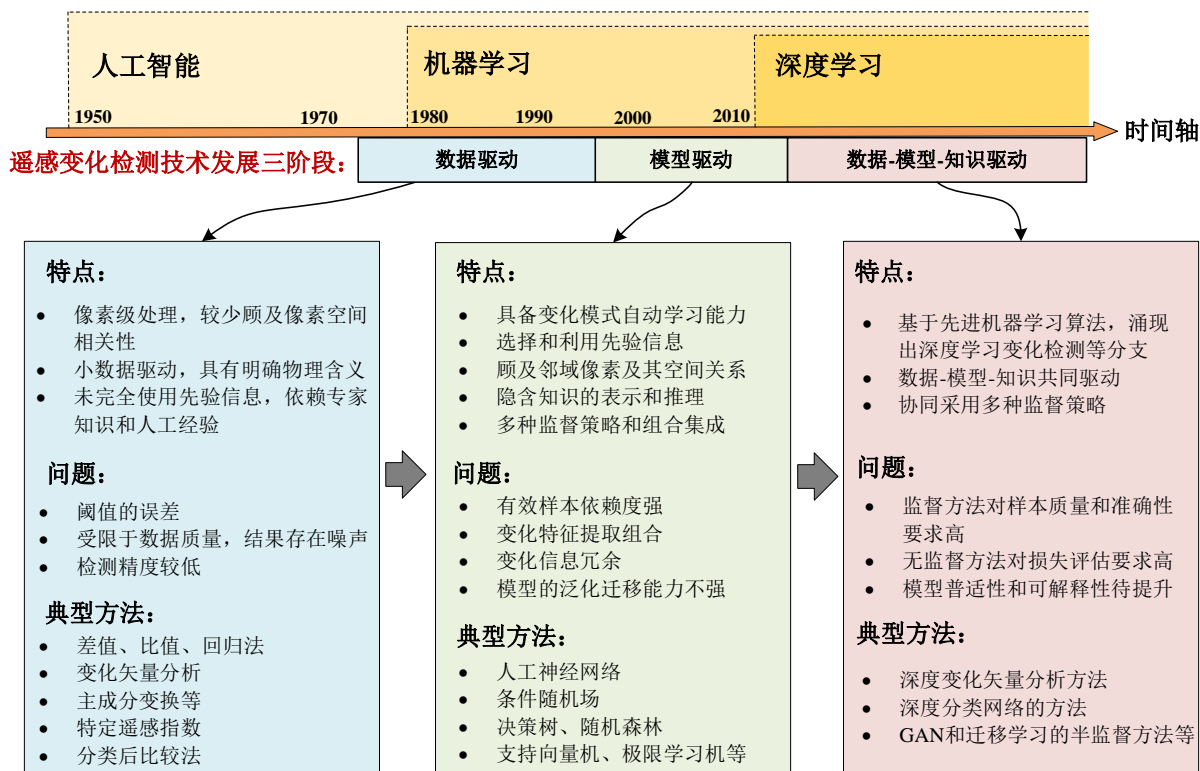 人工智能
机器学习
深度学习
1950
1970
1980
1990
2000
2010
时间轴
遥感变化检测技术发展三阶段：
数据驱动
模型驱动
数据-模型-知识驱动
特点：
● 像素级处理，较少顾及像素空间
相关性
● 小数据驱动，具有明确物理含义
● 未完全使用先验信息，依赖专家
知识和人工经验
问题：
● 阈值的误差
● 受限于数据质量，结果存在噪声
● 检测精度较低
典型方法：
● 差值、比值、回归法
● 变化矢量分析
● 主成分变换等
● 特定遥感指数
● 分类后比较法
特点：
● 具备变化模式自动学习能力
● 选择和利用先验信息
● 顾及邻域像素及其空间关系
● 隐含知识的表示和推理
● 多种监督策略和组合集成
问题：
● 有效样本依赖度强
● 变化特征提取组合
● 变化信息冗余
● 模型的泛化迁移能力不强
典型方法：
● 人工神经网络
● 条件随机场
● 决策树、随机森林
● 支持向量机、极限学习机等
特点：
● 基于先进机器学习算法，涌现
出深度学习变化检测等分支
● 数据-模型-知识共同驱动
● 协同采用多种监督策略
问题：
● 监督方法对样本质量和准确性
要求高
● 无监督方法对损失评估要求高
● 模型普适性和可解释性待提升
典型方法：
● 深度变化矢量分析方法
● 深度分类网络的方法
● GAN和迁移学习的半监督方法等